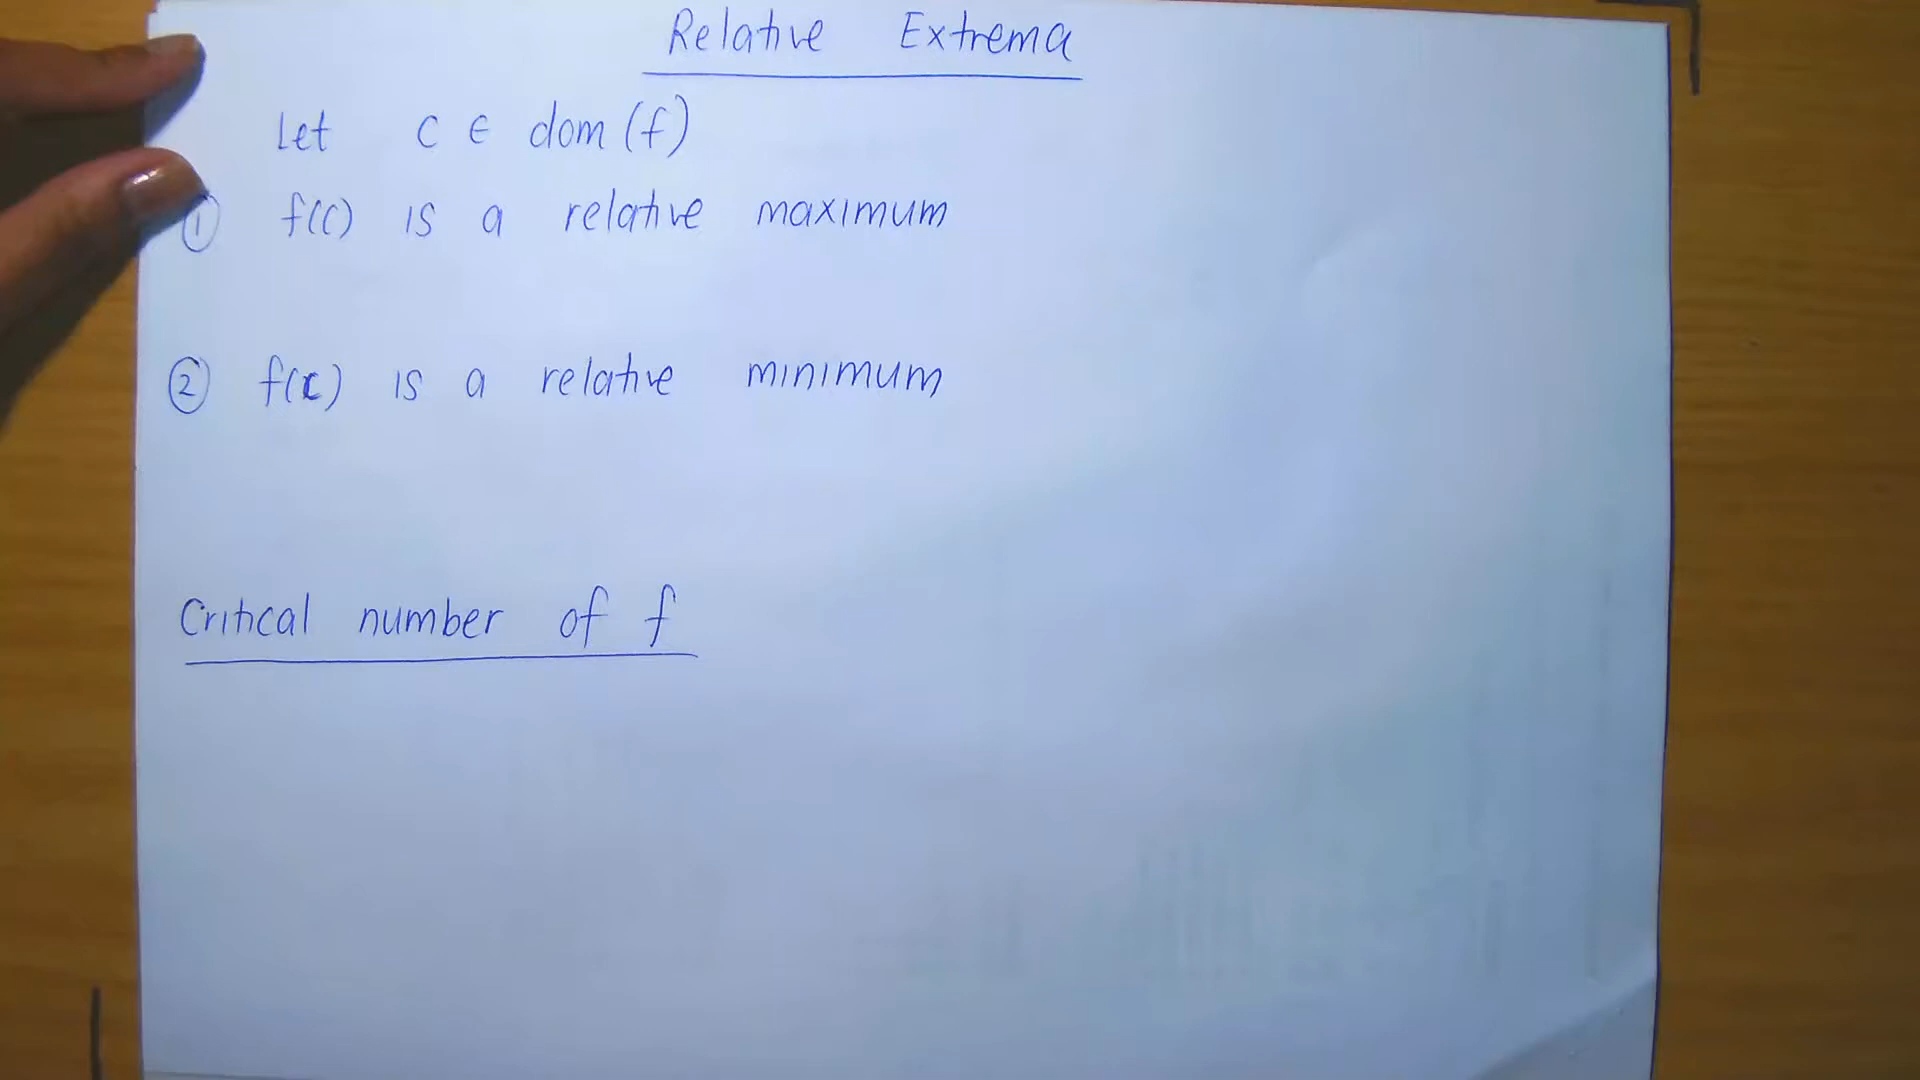 Relative Extrema
Let c ∈ dom (f)
① f(c) is a relative maximum
② f(c) is a relative minimum
Critical number of f